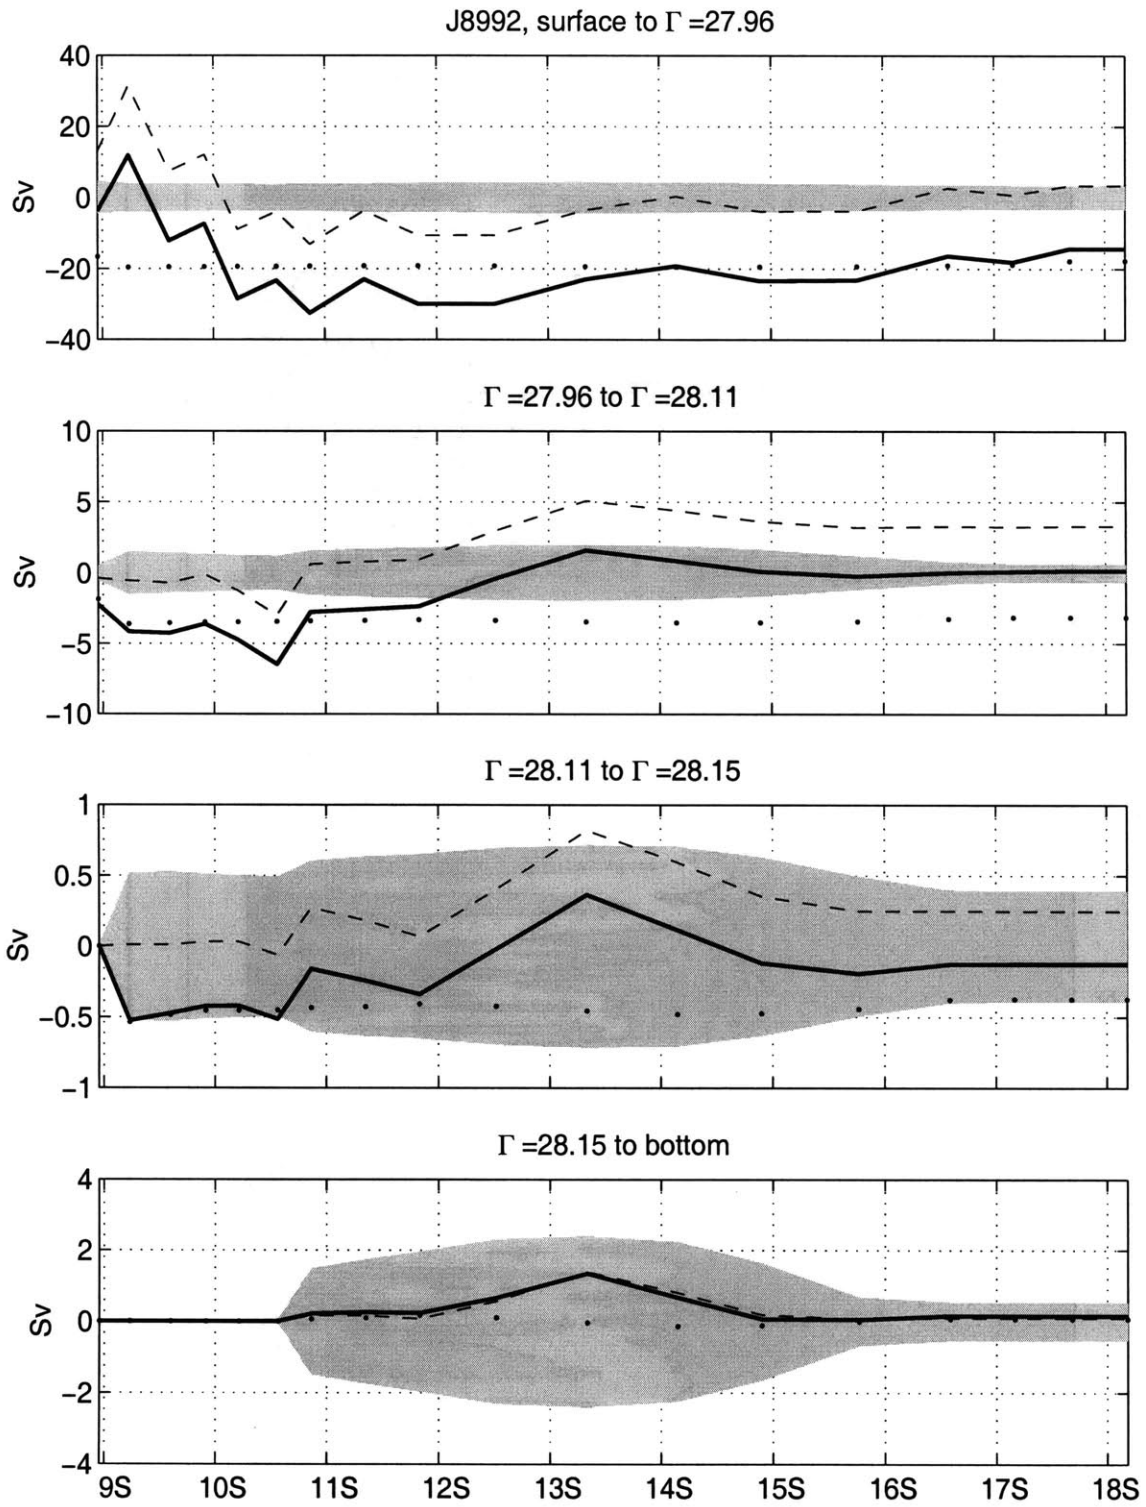 J8992, surface to Γ =27.96
40
20
0
−20
−40
Sv
Γ =27.96 to Γ =28.11
10
5
0
−5
−10
Sv
Γ =28.11 to Γ =28.15
1
0.5
0
−0.5
−1
Sv
Γ =28.15 to bottom
4
2
0
−2
−4
Sv
9S 10S 11S 12S 13S 14S 15S 16S 17S 18S